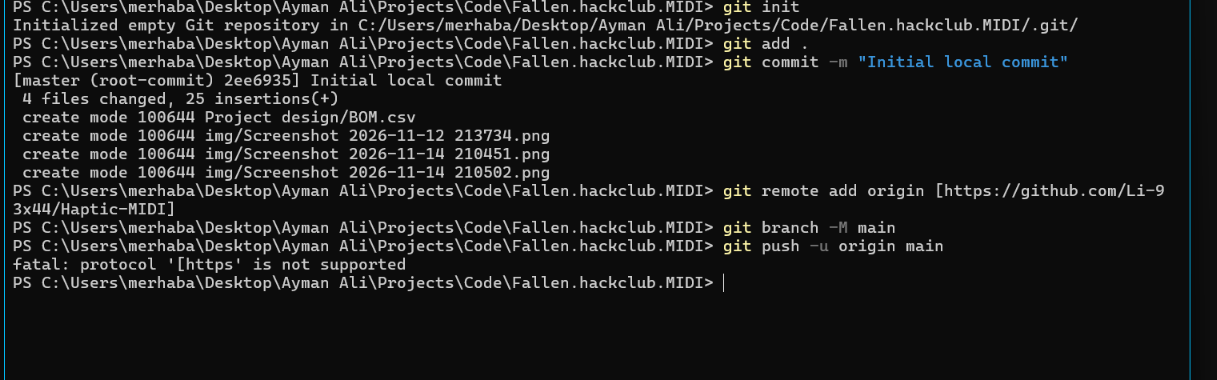 PS C:\Users\merhaba\Desktop\Ayman Ali\Projects\Code\Fallen.hackclub.MIDI> git init
Initialized empty Git repository in C:/Users/merhaba/Desktop/Ayman Ali/Projects/Code/Fallen.hackclub.MIDI/.git/
PS C:\Users\merhaba\Desktop\Ayman Ali\Projects\Code\Fallen.hackclub.MIDI> git add .
PS C:\Users\merhaba\Desktop\Ayman Ali\Projects\Code\Fallen.hackclub.MIDI> git commit -m "Initial local commit"
[master (root-commit) 2ee6935] Initial local commit
 4 files changed, 25 insertions(+)
 create mode 100644 Project design/BOM.csv
 create mode 100644 img/Screenshot 2026-11-12 213734.png
 create mode 100644 img/Screenshot 2026-11-14 210451.png
 create mode 100644 img/Screenshot 2026-11-14 210502.png
PS C:\Users\merhaba\Desktop\Ayman Ali\Projects\Code\Fallen.hackclub.MIDI> git remote add origin [https://github.com/Li-9
3x44/Haptic-MIDI]
PS C:\Users\merhaba\Desktop\Ayman Ali\Projects\Code\Fallen.hackclub.MIDI> git branch -M main
PS C:\Users\merhaba\Desktop\Ayman Ali\Projects\Code\Fallen.hackclub.MIDI> git push -u origin main
fatal: protocol '[https' is not supported
PS C:\Users\merhaba\Desktop\Ayman Ali\Projects\Code\Fallen.hackclub.MIDI>